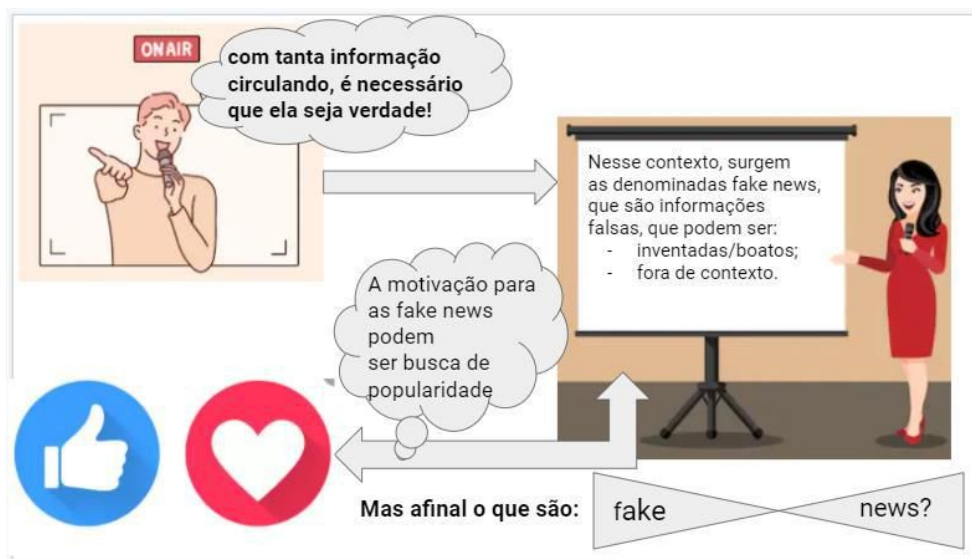 ON AIR
com tanta informação
circulando, é necessário
que ela seja verdade!
Nesse contexto, surgem
as denominadas fake news,
que são informações
falsas, que podem ser:
- inventadas/boatos;
- fora de contexto.
A motivação para
as fake news
podem
ser busca de
popularidade
Mas afinal o que são: fake news?